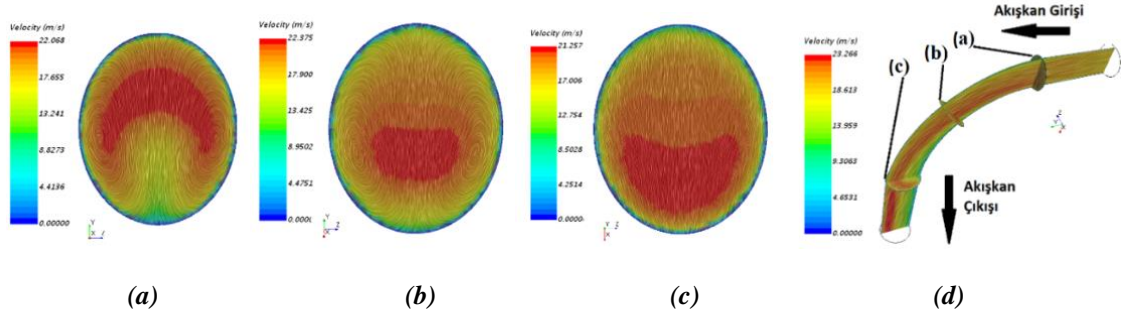 Velocity (m/s)
22.068
17.655
13.241
8.8273
4.4136
0.00000
Y
X
Z
Velocity (m/s)
22.375
17.900
13.425
8.9502
4.4751
Y
X
Z
Velocity (m/s)
21.257
17.006
12.754
8.5028
4.2514
0.00000
Y
Z
X
Velocity (m/s)
23.266
18.613
13.959
9.3063
4.6531
0.00000
Akışkan Girişi
(a)
(b)
(c)
Akışkan
Çıkışı
(a)
(b)
(c)
(d)